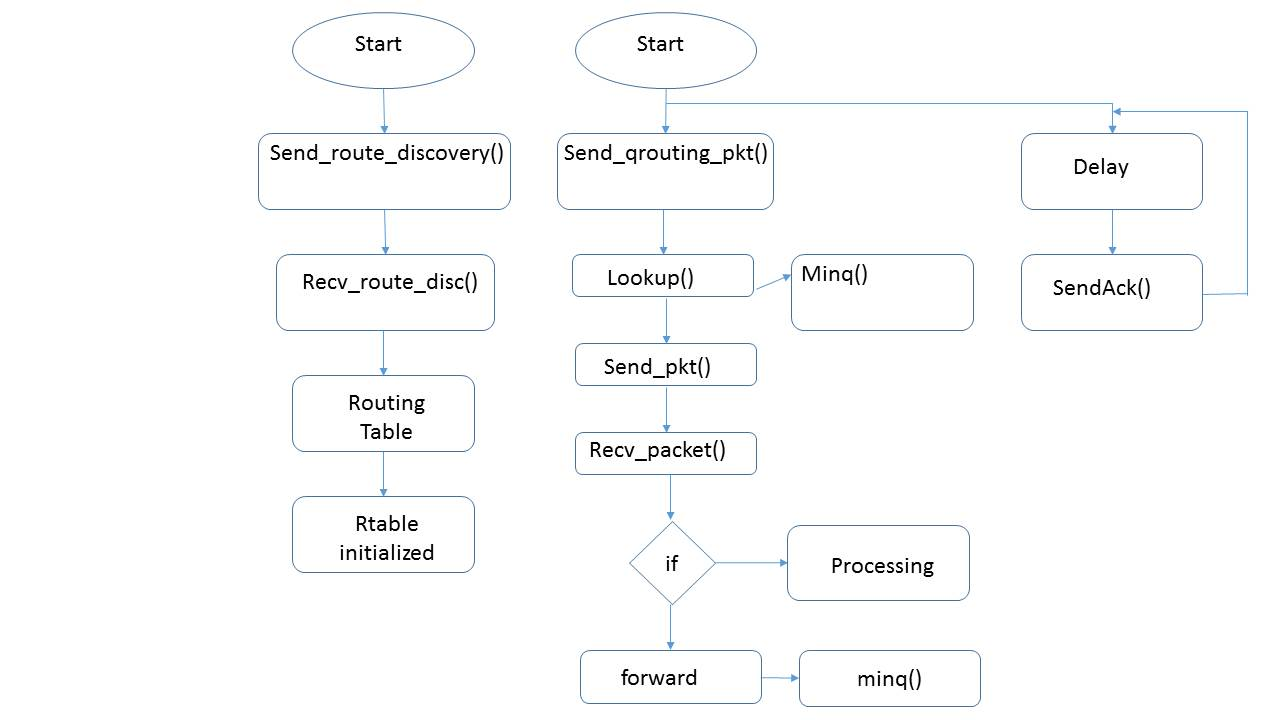 Start
Send_route_discovery()
Recv_route_disc()
Routing
Table
Rtable
initialized
Start
Send_qrouting_pkt()
Lookup()
Minq()
Send_pkt()
Recv_packet()
if
Processing
forward
minq()
Delay
SendAck()